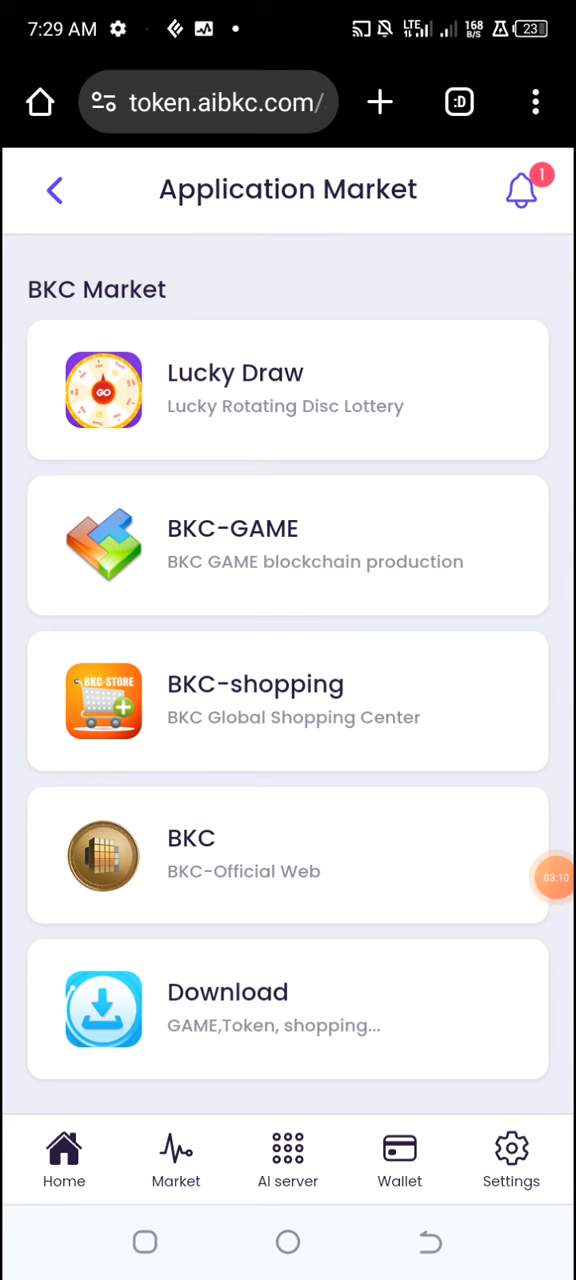 7:29 AM
LTE
168
B/S
23
token.aibkc.com/
:D
Application Market
1
BKC Market
GO
Lucky Draw
Lucky Rotating Disc Lottery
BKC-GAME
BKC GAME blockchain production
BKC-STORE
BKC-shopping
BKC Global Shopping Center
BKC
BKC-Official Web
03:10
Download
GAME,Token, shopping...
Home
Market
AI server
Wallet
Settings